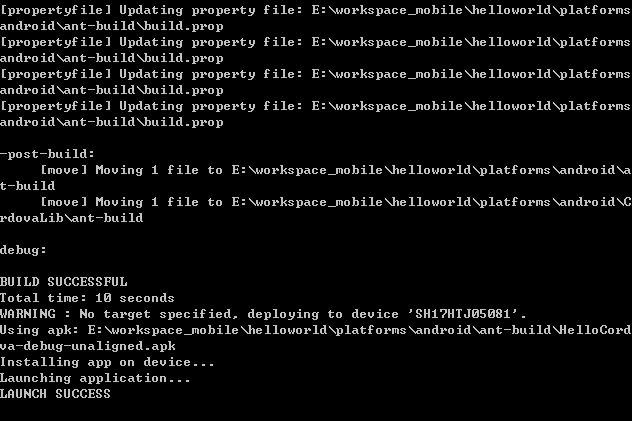 [propertyfile] Updating property file: E:\workspace_mobile\helloworld\platforms
android\ant-build\build.prop
[propertyfile] Updating property file: E:\workspace_mobile\helloworld\platforms
android\ant-build\build.prop
[propertyfile] Updating property file: E:\workspace_mobile\helloworld\platforms
android\ant-build\build.prop
[propertyfile] Updating property file: E:\workspace_mobile\helloworld\platforms
android\ant-build\build.prop
-post-build:
[move] Moving 1 file to E:\workspace_mobile\helloworld\platforms\android\a
t-build
[move] Moving 1 file to E:\workspace_mobile\helloworld\platforms\android\C
rdovaLib\ant-build
debug:
BUILD SUCCESSFUL
Total time: 10 seconds
WARNING : No target specified, deploying to device 'SH17HTJ05081'.
Using apk: E:\workspace_mobile\helloworld\platforms\android\ant-build\HelloCord
va-debug-unaligned.apk
Installing app on device...
Launching application...
LAUNCH SUCCESS